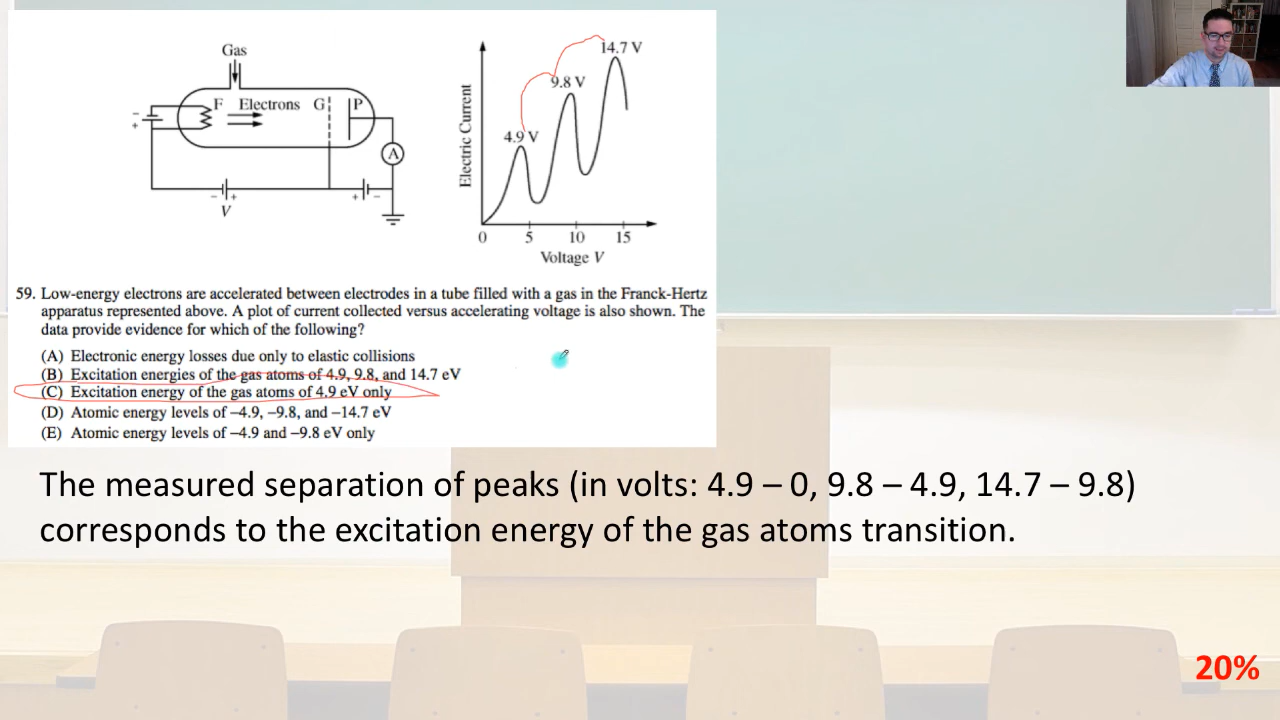 Gas
F Electrons G P
- +
A
- + + -
V
Electric Current
4.9 V
9.8 V
14.7 V
0 5 10 15
Voltage V
59. Low-energy electrons are accelerated between electrodes in a tube filled with a gas in the Franck-Hertz
apparatus represented above. A plot of current collected versus accelerating voltage is also shown. The
data provide evidence for which of the following?
(A) Electronic energy losses due only to elastic collisions
(B) Excitation energies of the gas atoms of 4.9, 9.8, and 14.7 eV
(C) Excitation energy of the gas atoms of 4.9 eV only
(D) Atomic energy levels of –4.9, –9.8, and –14.7 eV
(E) Atomic energy levels of –4.9 and –9.8 eV only
The measured separation of peaks (in volts: 4.9 – 0, 9.8 – 4.9, 14.7 – 9.8)
corresponds to the excitation energy of the gas atoms transition.
20%